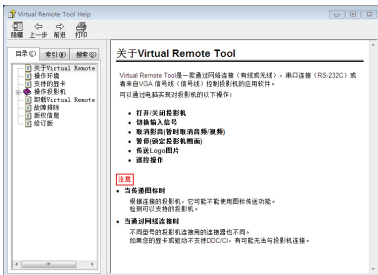 Virtual Remote Tool Help
隐藏 上一步 前进 打印
目录(C) 索引(N) 搜索(S)
关于Virtual Remote
操作环境
支持的显卡
操作投影机
卸载Virtual Remote
故障排除
版权信息
修订版
关于Virtual Remote Tool
Virtual Remote Tool是一款通过网络连接（有线或无线）、串口连接（RS-232C）或
者来自VGA 信号线（信号线）控制投影机的应用软件。
可以通过电脑实现对投影机的以下操作：
• 打开/关闭投影机
• 切换输入信号
• 取消影音(暂时取消音频/视频)
• 暂停(锁定投影机画面)
• 传送Logo图片
• 遥控操作
注意
• 当传递图标时
根据连接的投影机，它可能不能使用图标传送功能。
检测可以支持的投影机。
• 当通过网线连接时
不同型号的投影机连接用的连接器也不同。
如果您的显卡或驱动不支持DDC/CI，有可能无法与投影机连接。